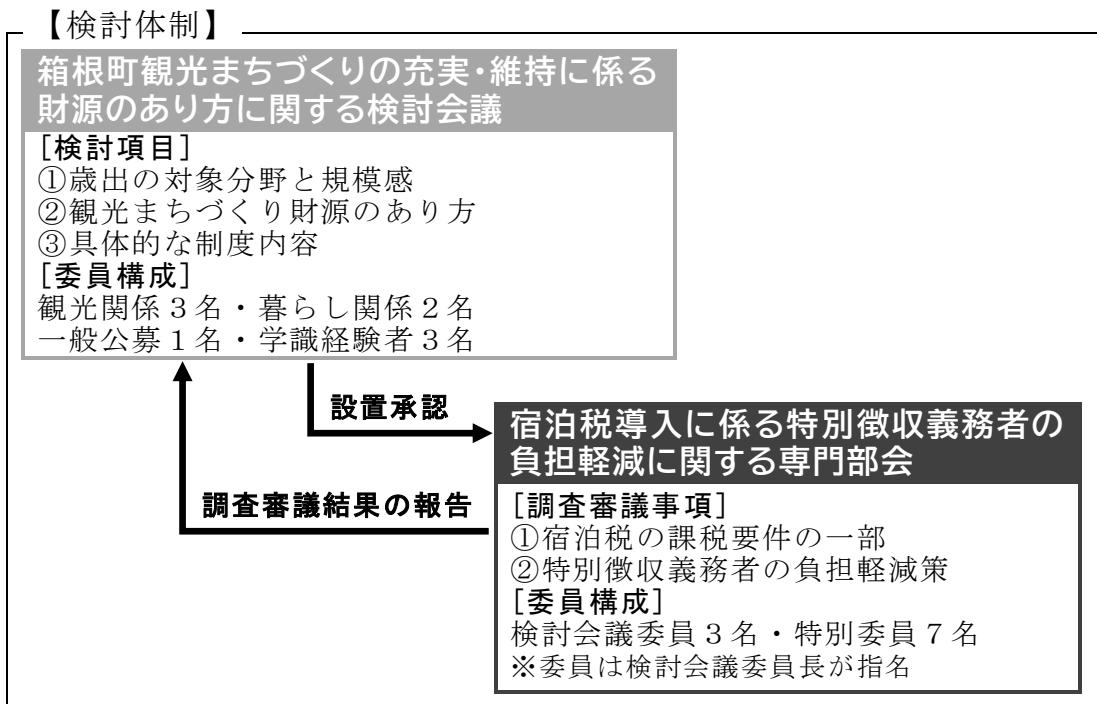 【検討体制】
箱根町観光まちづくりの充実・維持に係る
財源のあり方に関する検討会議
[検討項目]
①歳出の対象分野と規模感
②観光まちづくり財源のあり方
③具体的な制度内容
[委員構成]
観光関係３名・暮らし関係２名
一般公募１名・学識経験者３名
設置承認
調査審議結果の報告
宿泊税導入に係る特別徴収義務者の
負担軽減に関する専門部会
[調査審議事項]
①宿泊税の課税要件の一部
②特別徴収義務者の負担軽減策
[委員構成]
検討会議委員３名・特別委員７名
※委員は検討会議委員長が指名